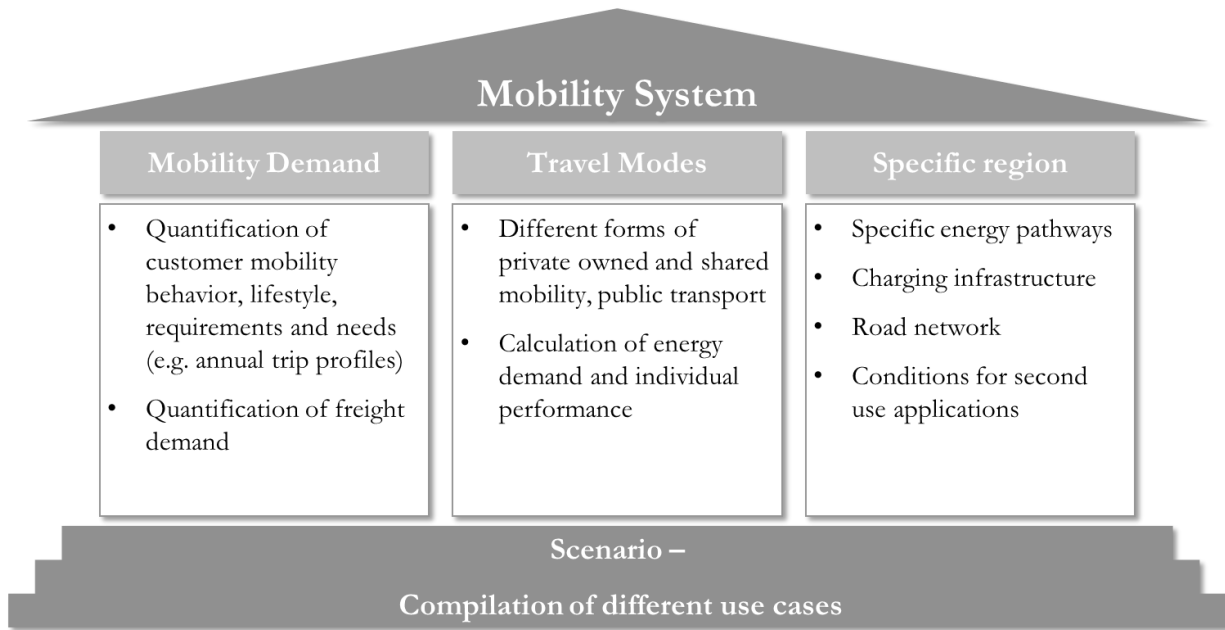 Mobility System
Mobility Demand
• Quantification of
customer mobility
behavior, lifestyle,
requirements and needs
(e.g. annual trip profiles)
• Quantification of freight
demand
Travel Modes
• Different forms of
private owned and shared
mobility, public transport
• Calculation of energy
demand and individual
performance
Specific region
• Specific energy pathways
• Charging infrastructure
• Road network
• Conditions for second
use applications
Scenario –
Compilation of different use cases